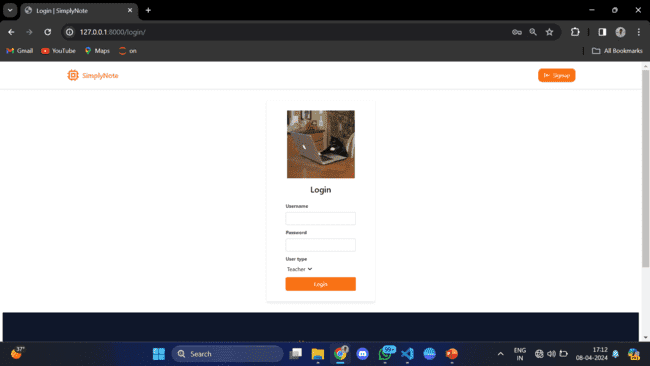 Login | SimplyNote
127.0.0.1:8000/login/
Gmail
YouTube
Maps
on
All Bookmarks
SimplyNote
Signup
Login
Username
Password
User type
Teacher
Login
37°
Search
99+
ENG
IN
17:12
08-04-2024